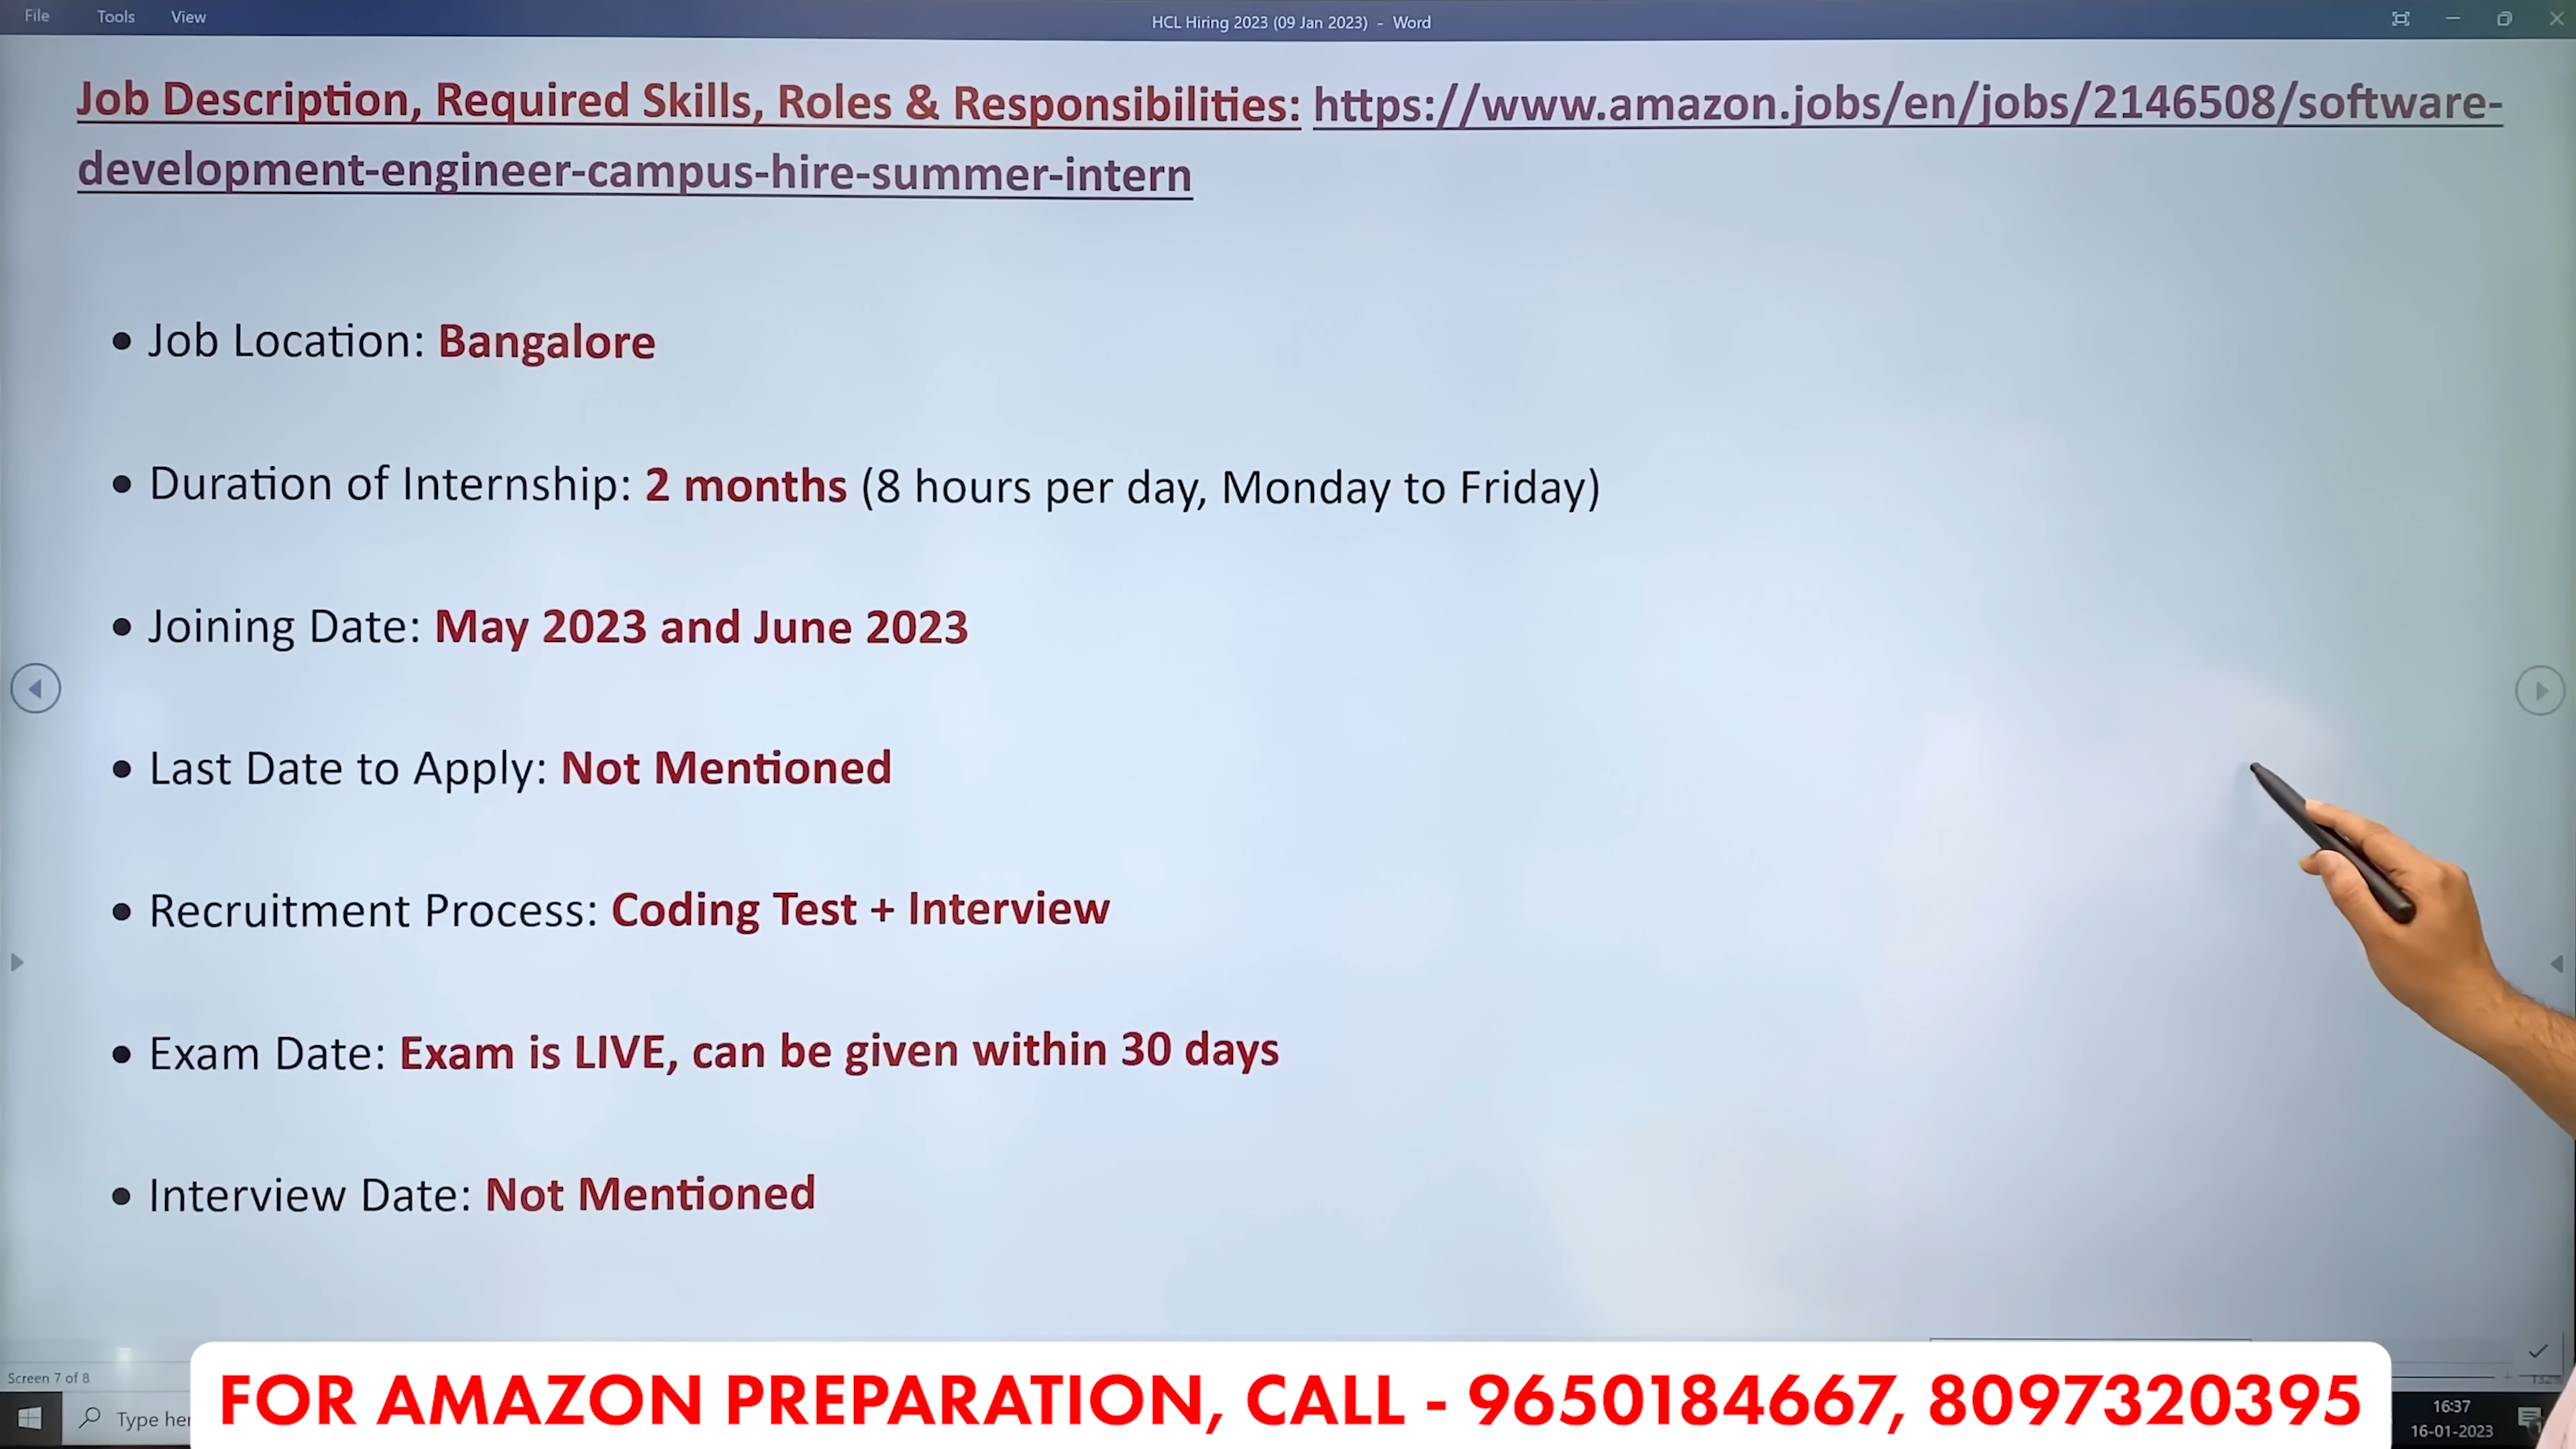 File Tools View
HCL Hiring 2023 (09 Jan 2023) - Word
Job Description, Required Skills, Roles & Responsibilities: https://www.amazon.jobs/en/jobs/2146508/software-
development-engineer-campus-hire-summer-intern
• Job Location: Bangalore
• Duration of Internship: 2 months (8 hours per day, Monday to Friday)
• Joining Date: May 2023 and June 2023
• Last Date to Apply: Not Mentioned
• Recruitment Process: Coding Test + Interview
• Exam Date: Exam is LIVE, can be given within 30 days
• Interview Date: Not Mentioned
Screen 7 of 8
FOR AMAZON PREPARATION, CALL - 9650184667, 8097320395
Type her
16:37
16-01-2023